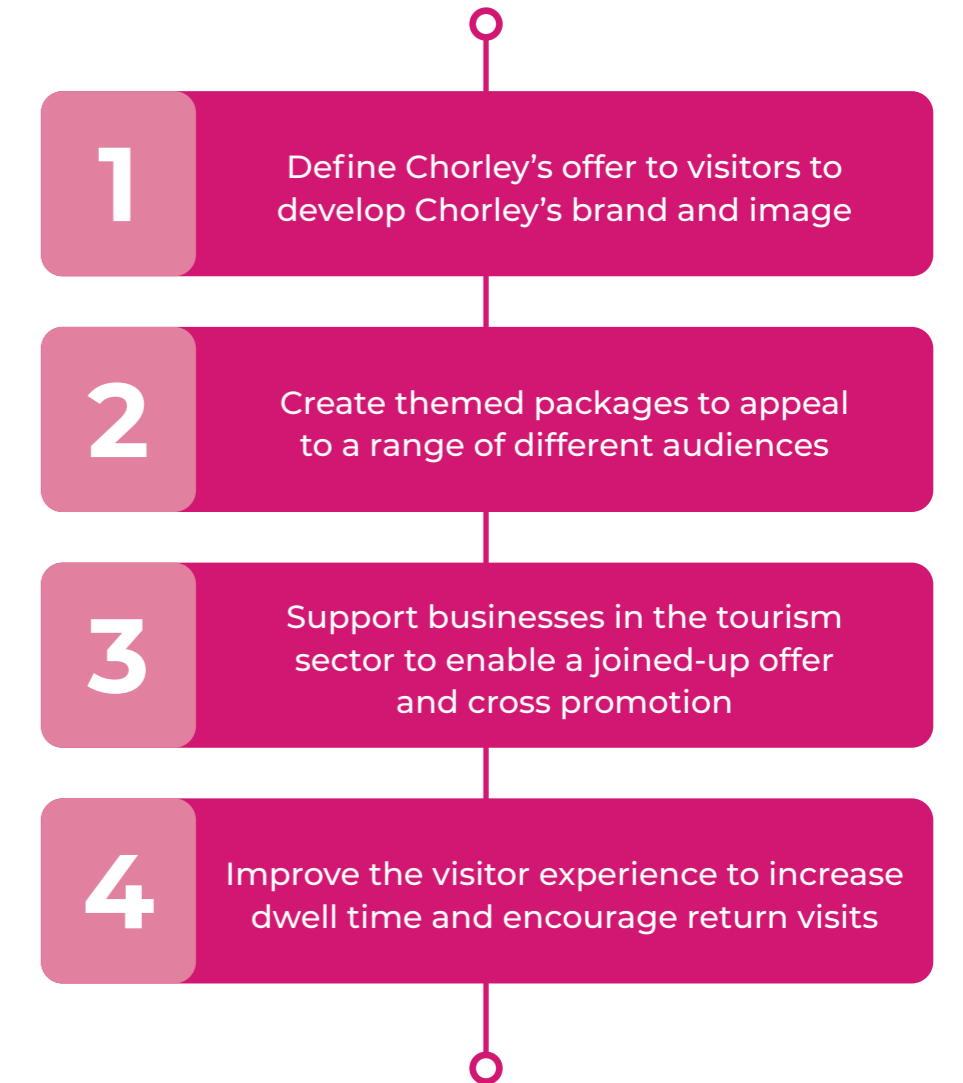 1
Define Chorley’s offer to visitors to
develop Chorley’s brand and image
2
Create themed packages to appeal
to a range of different audiences
3
Support businesses in the tourism
sector to enable a joined-up offer
and cross promotion
4
Improve the visitor experience to increase
dwell time and encourage return visits